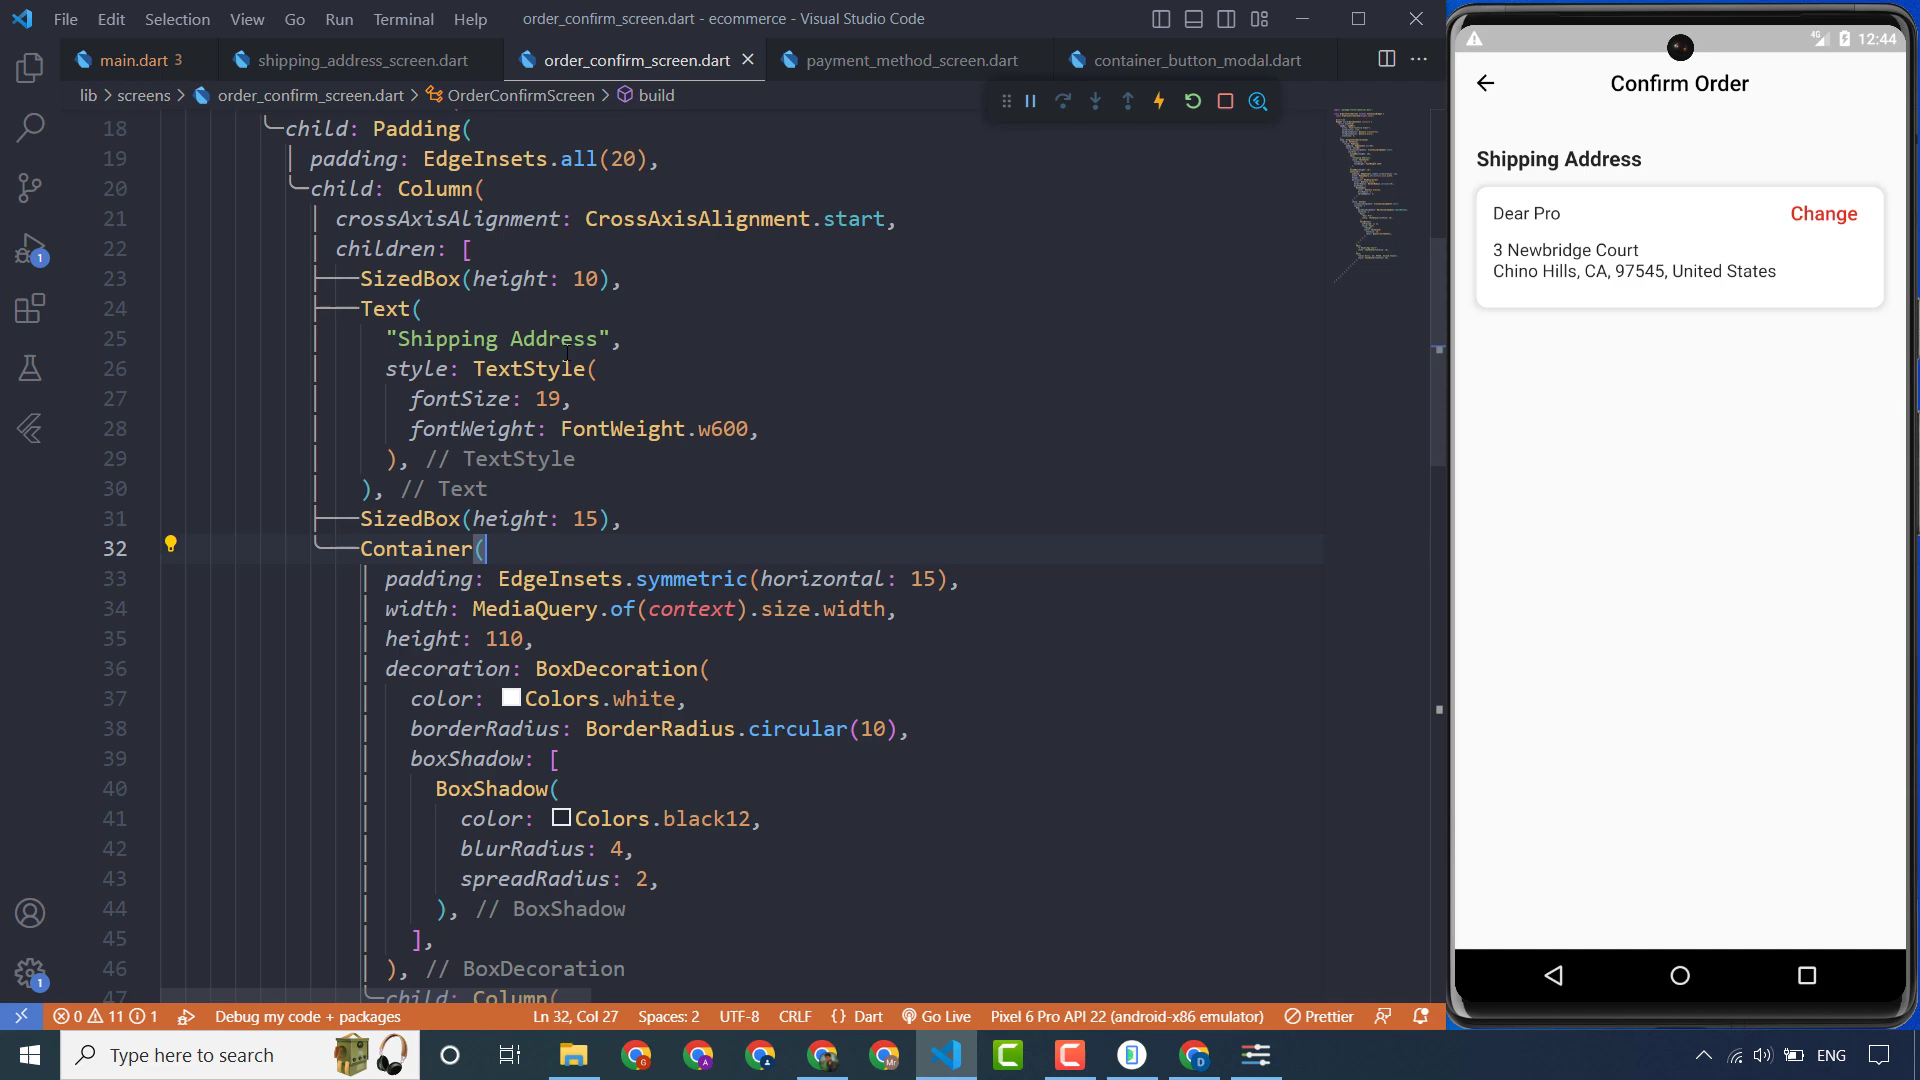 File Edit Selection View Go Run Terminal Help
order_confirm_screen.dart - ecommerce - Visual Studio Code
main.dart 3
shipping_address_screen.dart
order_confirm_screen.dart
payment_method_screen.dart
container_button_modal.dart
lib > screens > order_confirm_screen.dart > OrderConfirmScreen > build
18 child: Padding(
19 padding: EdgeInsets.all(20),
20 child: Column(
21 crossAxisAlignment: CrossAxisAlignment.start,
22 children: [
23 SizedBox(height: 10),
24 Text(
25 "Shipping Address",
26 style: TextStyle(
27 fontSize: 19,
28 fontWeight: FontWeight.w600,
29 ), // TextStyle
30 ), // Text
31 SizedBox(height: 15),
32 Container(
33 padding: EdgeInsets.symmetric(horizontal: 15),
34 width: MediaQuery.of(context).size.width,
35 height: 110,
36 decoration: BoxDecoration(
37 color: Colors.white,
38 borderRadius: BorderRadius.circular(10),
39 boxShadow: [
40 BoxShadow(
41 color: Colors.black12,
42 blurRadius: 4,
43 spreadRadius: 2,
44 ), // BoxShadow
45 ],
46 ), // BoxDecoration
47 child: Column(
0 11 1 Debug my code + packages Ln 32, Col 27 Spaces: 2 UTF-8 CRLF {} Dart Go Live Pixel 6 Pro API 22 (android-x86 emulator) Prettier
Type here to search
ENG
4G 12:44
Confirm Order
Shipping Address
Dear Pro
Change
3 Newbridge Court
Chino Hills, CA, 97545, United States